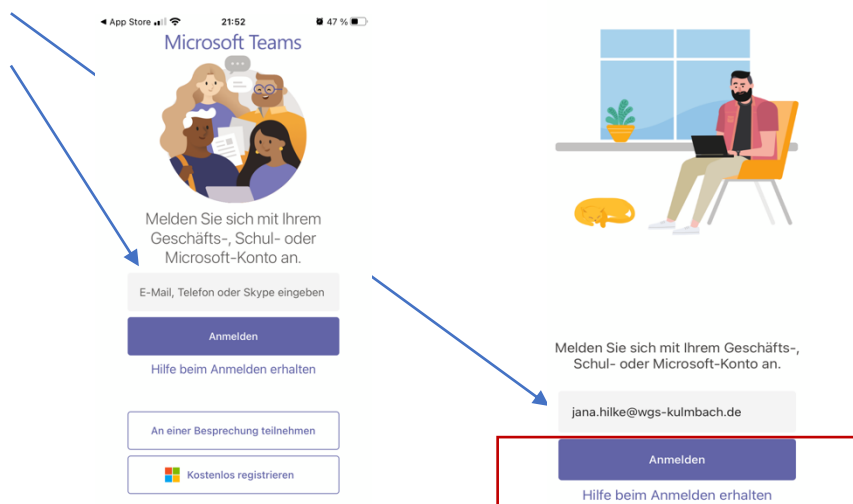 ◀ App Store 21:52 47 %
Microsoft Teams
Melden Sie sich mit Ihrem
Geschäfts-, Schul- oder
Microsoft-Konto an.
E-Mail, Telefon oder Skype eingeben
Anmelden
Hilfe beim Anmelden erhalten
An einer Besprechung teilnehmen
Kostenlos registrieren
Melden Sie sich mit Ihrem Geschäfts-,
Schul- oder Microsoft-Konto an.
jana.hilke@wgs-kulmbach.de
Anmelden
Hilfe beim Anmelden erhalten